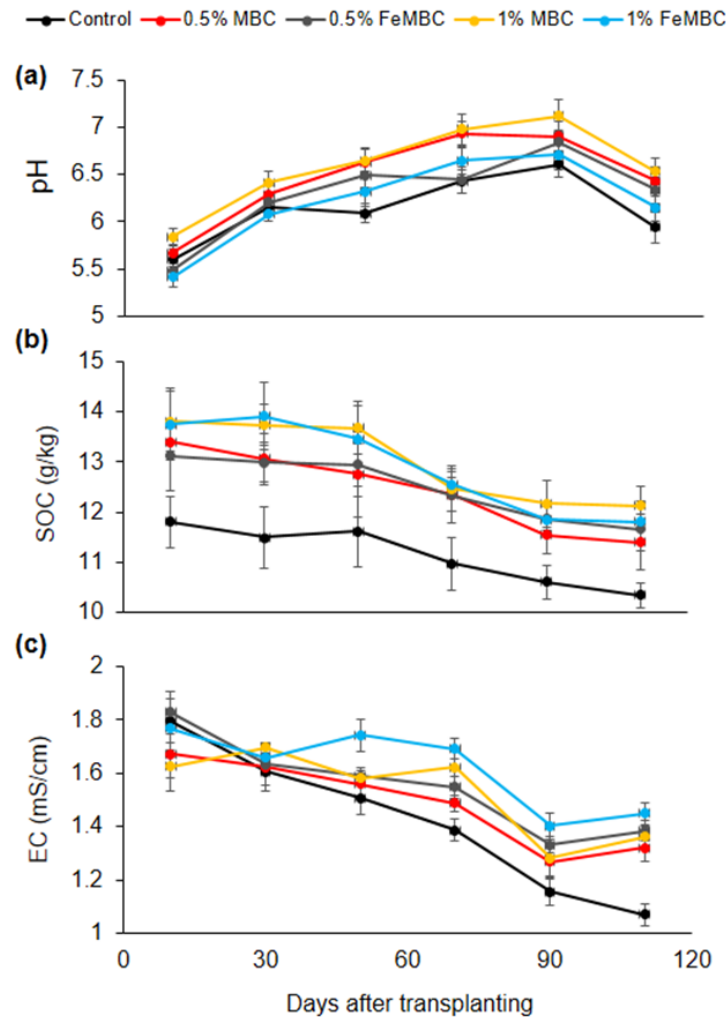 Control 0.5% MBC 0.5% FeMBC 1% MBC 1% FeMBC
(a)
7.5
7
6.5
6
5.5
5
pH
(b)
15
14
13
12
11
10
SOC (g/kg)
(c)
2
1.8
1.6
1.4
1.2
1
EC (mS/cm)
0 30 60 90 120
Days after transplanting